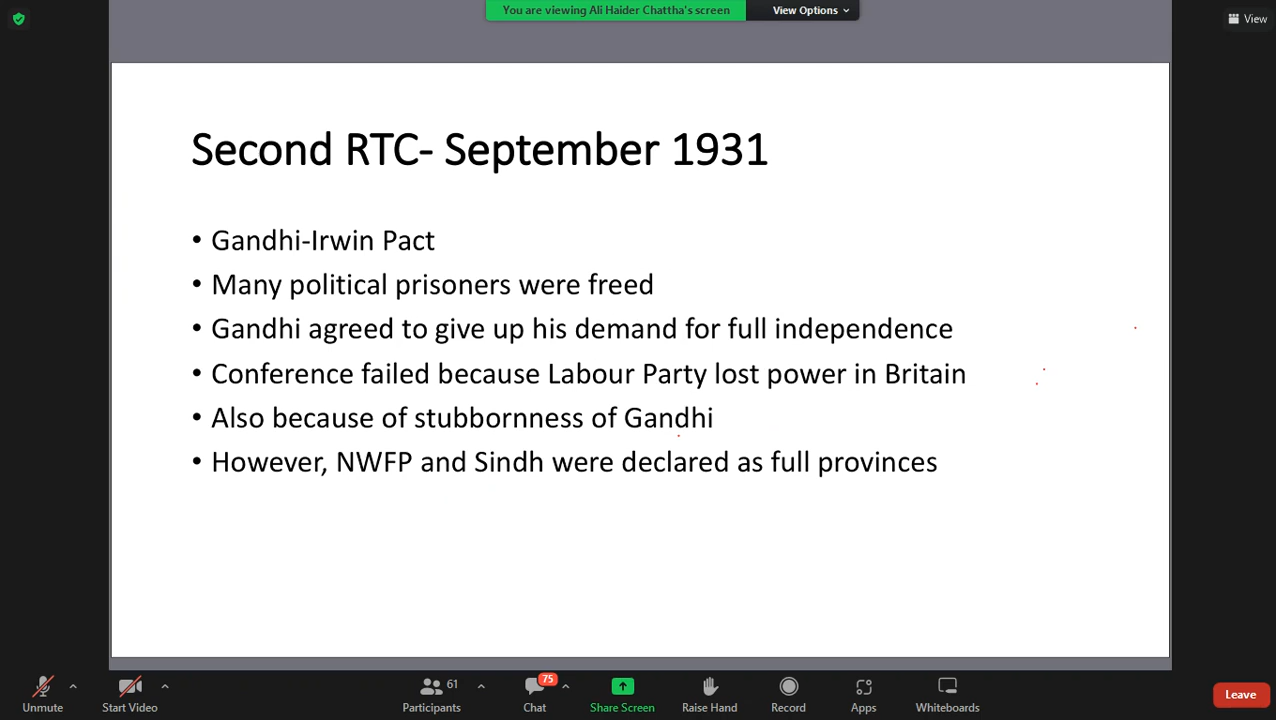 You are viewing Ali Haider Chattha's screen
View Options
View
Second RTC- September 1931
• Gandhi-Irwin Pact
• Many political prisoners were freed
• Gandhi agreed to give up his demand for full independence
• Conference failed because Labour Party lost power in Britain
• Also because of stubbornness of Gandhi
• However, NWFP and Sindh were declared as full provinces
61
75
Unmute
Start Video
Participants
Chat
Share Screen
Raise Hand
Record
Apps
Whiteboards
Leave